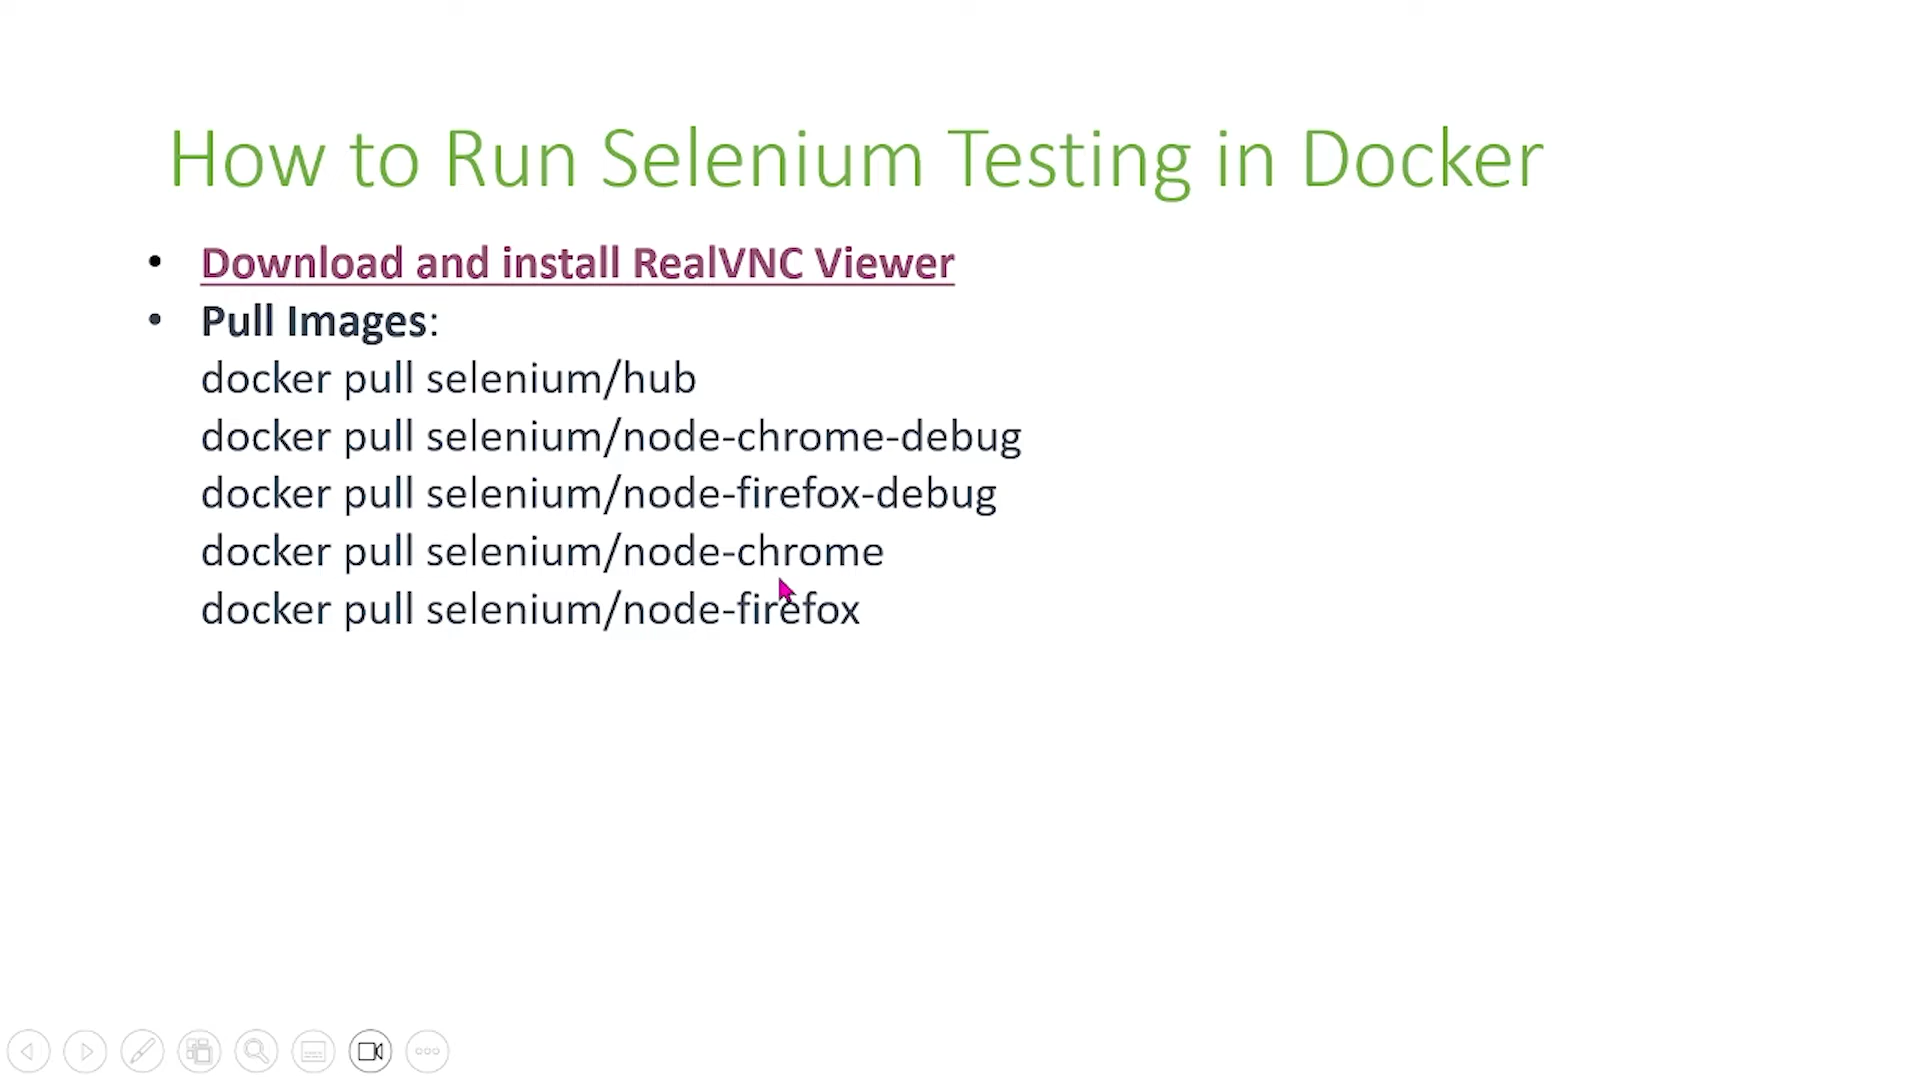 How to Run Selenium Testing in Docker
• Download and install RealVNC Viewer
• Pull Images:
docker pull selenium/hub
docker pull selenium/node-chrome-debug
docker pull selenium/node-firefox-debug
docker pull selenium/node-chrome
docker pull selenium/node-firefox